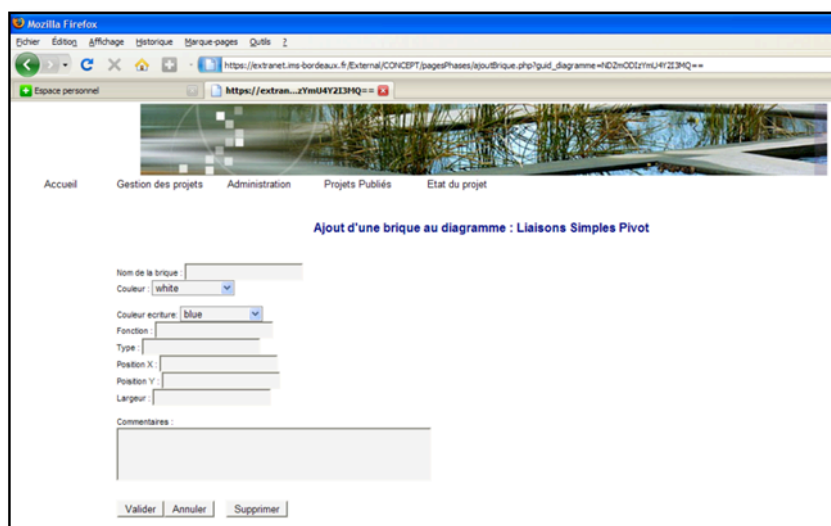 Mozilla Firefox
Fichier Édition Affichage Historique Marque-pages Outils ?
https://extranet.ims-bordeaux.fr/External/CONCEPT/pagesPhases/ajoutBrique.php?guid_diagramme=NDZmODIzYmU4Y2I3MQ==
Espace personnel https://extran...zYmU4Y2I3MQ==
Accueil Gestion des projets Administration Projets Publiés Etat du projet
Ajout d'une brique au diagramme : Liaisons Simples Pivot
Nom de la brique :
Couleur : white
Couleur ecriture: blue
Fonction :
Type :
Position X :
Poisition Y :
Largeur :
Commentaires :
Valider Annuler Supprimer